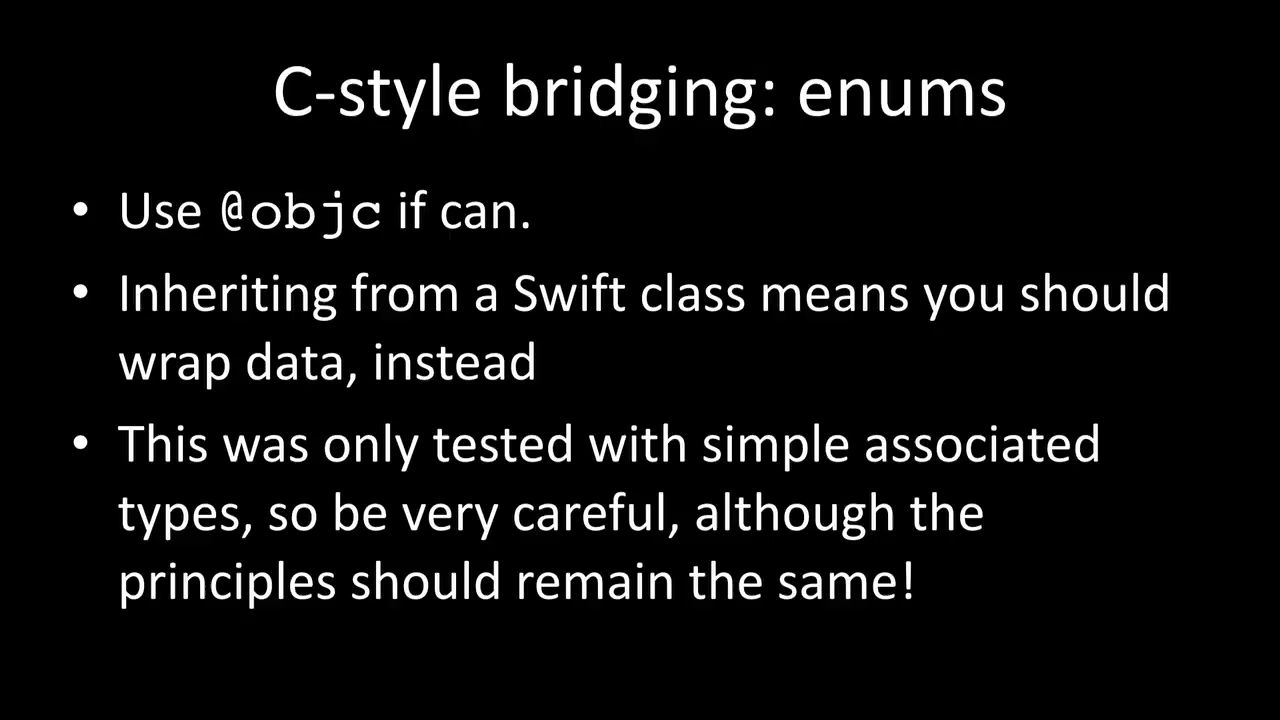 C-style bridging: enums
• Use @objc if can.
• Inheriting from a Swift class means you should
wrap data, instead
• This was only tested with simple associated
types, so be very careful, although the
principles should remain the same!